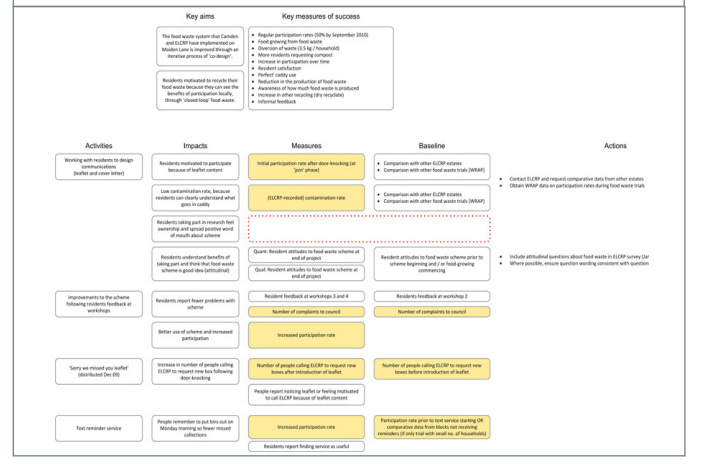 Key aims
Key measures of success
The food waste system that Camden
and ELCRP have implemented on
Maiden Lane is improved through an
iterative process of 'co-design'.
Residents motivated to recycle their
food waste because they can see the
benefits of participation locally,
through 'closed-loop' food waste.
• Regular participation rates (50% by September 2010)
• Food growing from food waste
• Diversion of waste (3.5 kg / household)
• More residents requesting compost
• Increase in participation over time
• Resident satisfaction
• Perfect' caddy use
• Reduction in the production of food waste
• Awareness of how much food waste is produced
• Increase in other recycling (dry recyclate)
• Informal feedback
Activities
Impacts
Measures
Baseline
Actions
Working with residents to design
communications
(leaflet and cover letter)
Residents motivated to participate
because of leaflet content
Initial participation rate after door-knocking (at
'join' phase)
• Comparison with other ELCRP estates
• Comparison with other food waste trials (WRAP)
• Contact ELCRP and request comparative data from other estates
• Obtain WRAP data on participation rates during food waste trials
Low contamination rate, because
residents can clearly understand what
goes in caddy
(ELCRP-recorded) contamination rate
• Comparison with other ELCRP estates
• Comparison with other food waste trials (WRAP)
Residents taking part in research feel
ownership and spread positive word
of mouth about scheme
Residents understand benefits of
taking part and think that food waste
scheme is good idea (attitudinal)
Quant: Resident attitudes to food waste scheme at
end of project
Qual: Resident attitudes to food waste scheme at
end of project
Resident attitudes to food waste scheme prior to
scheme beginning and / or food-growing
commencing
• Include attitudinal questions about food waste in ELCRP survey (Jar
• Where possible, ensure question wording consistent with question
Improvements to the scheme
following residents feedback at
workshops
Residents report fewer problems with
scheme
Resident feedback at workshops 3 and 4
Number of complaints to council
Residents feedback at workshop 2
Number of complaints to council
Better use of scheme and increased
participation
Increased participation rate
'Sorry we missed you leaflet'
(distributed Dec 09)
Increase in number of people calling
ELCRP to request new box following
door-knocking
Number of people calling ELCRP to request new
boxes after introduction of leaflet
Number of people calling ELCRP to request new
boxes before introduction of leaflet
People report noticing leaflet or feeling motivated
to call ELCRP because of leaflet content
Text reminder service
People remember to put bins out on
Monday morning so fewer missed
collections
Increased participation rate
Residents report finding service as useful
Participation rate prior to text service starting OR
comparative data from blocks not receiving
reminders (if only trial with small no. of households)